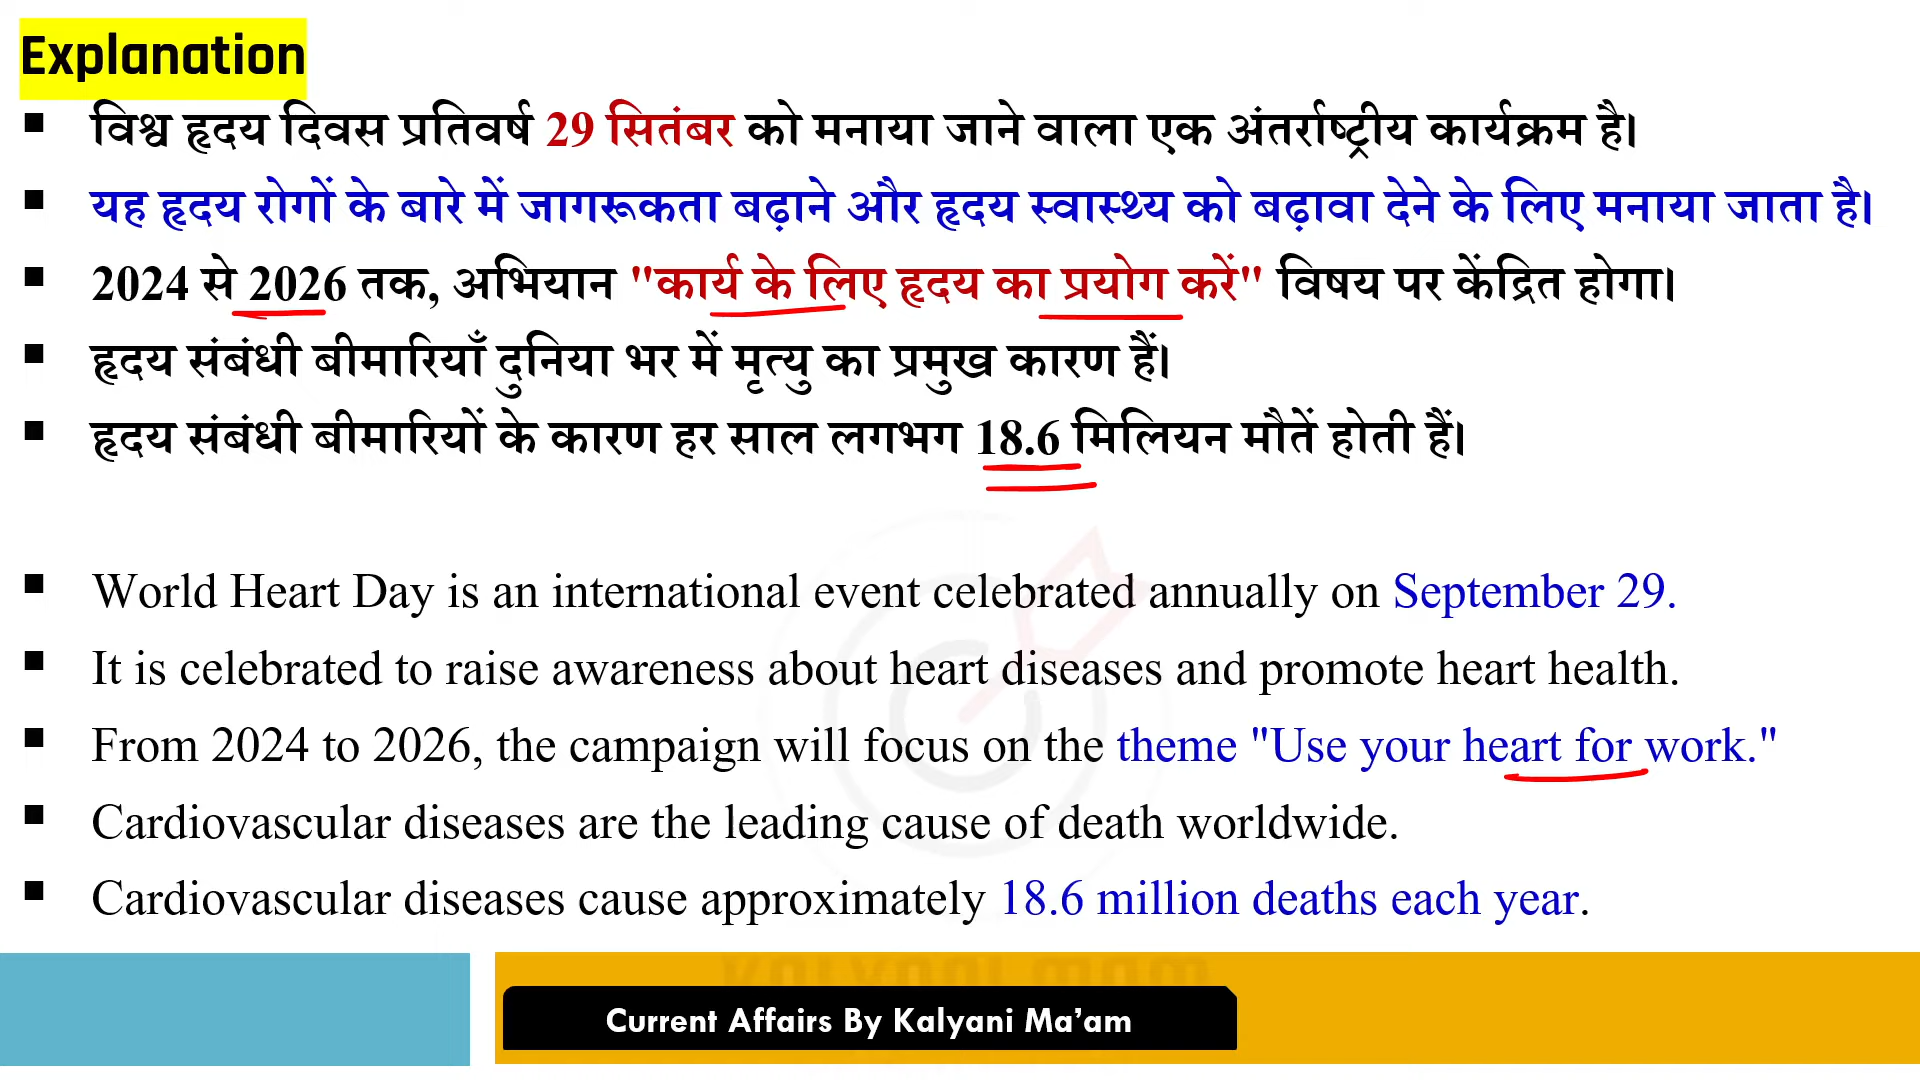 Explanation
▪ विश्व हृदय दिवस प्रतिवर्ष 29 सितंबर को मनाया जाने वाला एक अंतर्राष्ट्रीय कार्यक्रम है।
▪ यह हृदय रोगों के बारे में जागरूकता बढ़ाने और हृदय स्वास्थ्य को बढ़ावा देने के लिए मनाया जाता है।
▪ 2024 से 2026 तक, अभियान "कार्य के लिए हृदय का प्रयोग करें" विषय पर केंद्रित होगा।
▪ हृदय संबंधी बीमारियाँ दुनिया भर में मृत्यु का प्रमुख कारण हैं।
▪ हृदय संबंधी बीमारियों के कारण हर साल लगभग 18.6 मिलियन मौतें होती हैं।
▪ World Heart Day is an international event celebrated annually on September 29.
▪ It is celebrated to raise awareness about heart diseases and promote heart health.
▪ From 2024 to 2026, the campaign will focus on the theme "Use your heart for work."
▪ Cardiovascular diseases are the leading cause of death worldwide.
▪ Cardiovascular diseases cause approximately 18.6 million deaths each year.
KALYANI MAM
Current Affairs By Kalyani Ma’am